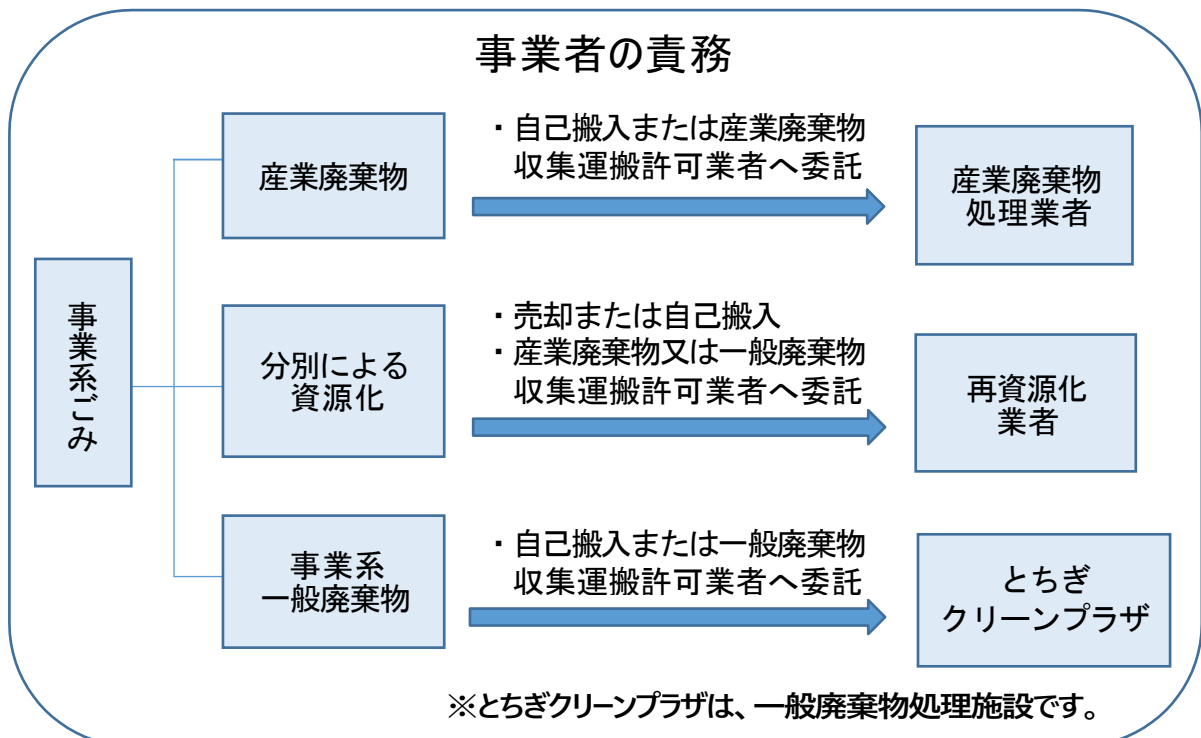 事業者の責務
事業系ごみ
産業廃棄物
・自己搬入または産業廃棄物
収集運搬許可業者へ委託
産業廃棄物
処理業者
分別による
資源化
・売却または自己搬入
・産業廃棄物又は一般廃棄物
収集運搬許可業者へ委託
再資源化
業者
事業系
一般廃棄物
・自己搬入または一般廃棄物
収集運搬許可業者へ委託
とちぎ
クリーンプラザ
※とちぎクリーンプラザは、一般廃棄物処理施設です。